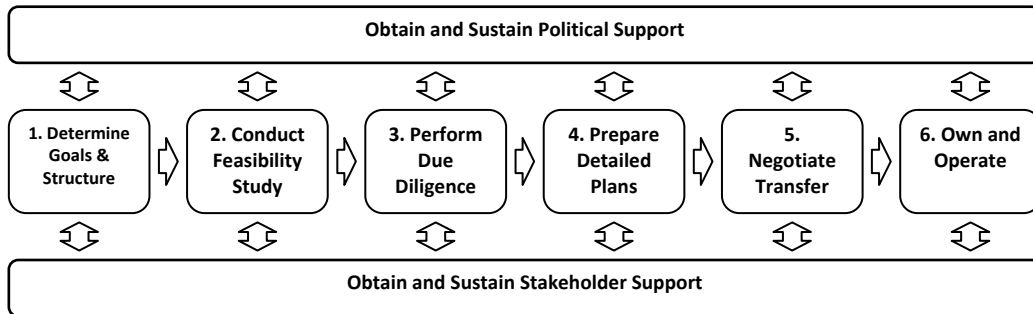 Obtain and Sustain Political Support
1. Determine
Goals &
Structure
2. Conduct
Feasibility
Study
3. Perform
Due
Diligence
4. Prepare
Detailed
Plans
5.
Negotiate
Transfer
6. Own and
Operate
Obtain and Sustain Stakeholder Support